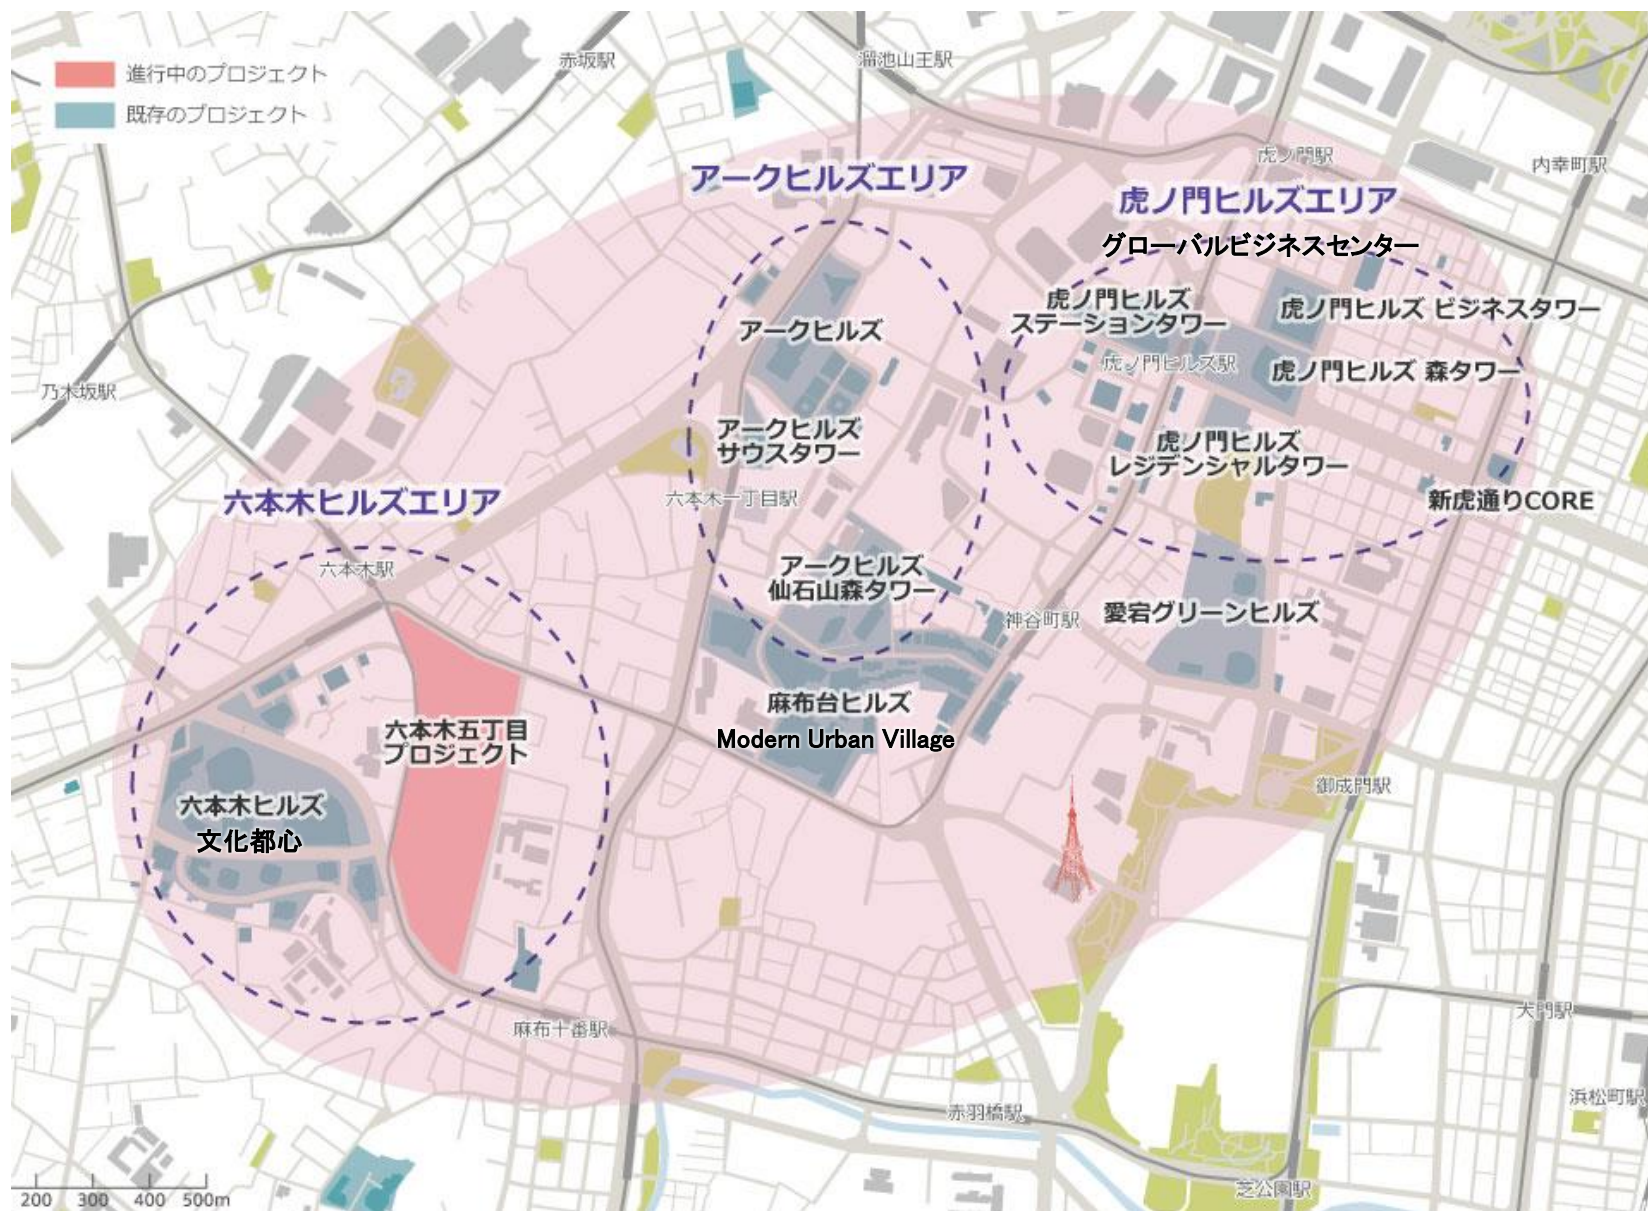 進行中のプロジェクト
既存のプロジェクト
赤坂駅
溜池山王駅
虎ノ門駅
内幸町駅
アークヒルズエリア
虎ノ門ヒルズエリア
グローバルビジネスセンター
虎ノ門ヒルズ
ステーションタワー
虎ノ門ヒルズ ビジネスタワー
アークヒルズ
虎ノ門ヒルズ駅
虎ノ門ヒルズ 森タワー
乃木坂駅
アークヒルズ
サウスタワー
虎ノ門ヒルズ
レジデンシャルタワー
六本木ヒルズエリア
六本木一丁目駅
新虎通りCORE
六本木駅
アークヒルズ
仙石山森タワー
神谷町駅
愛宕グリーンヒルズ
麻布台ヒルズ
Modern Urban Village
六本木五丁目
プロジェクト
御成門駅
六本木ヒルズ
文化都心
大門駅
麻布十番駅
浜松町駅
赤羽橋駅
芝公園駅
200 300 400 500m